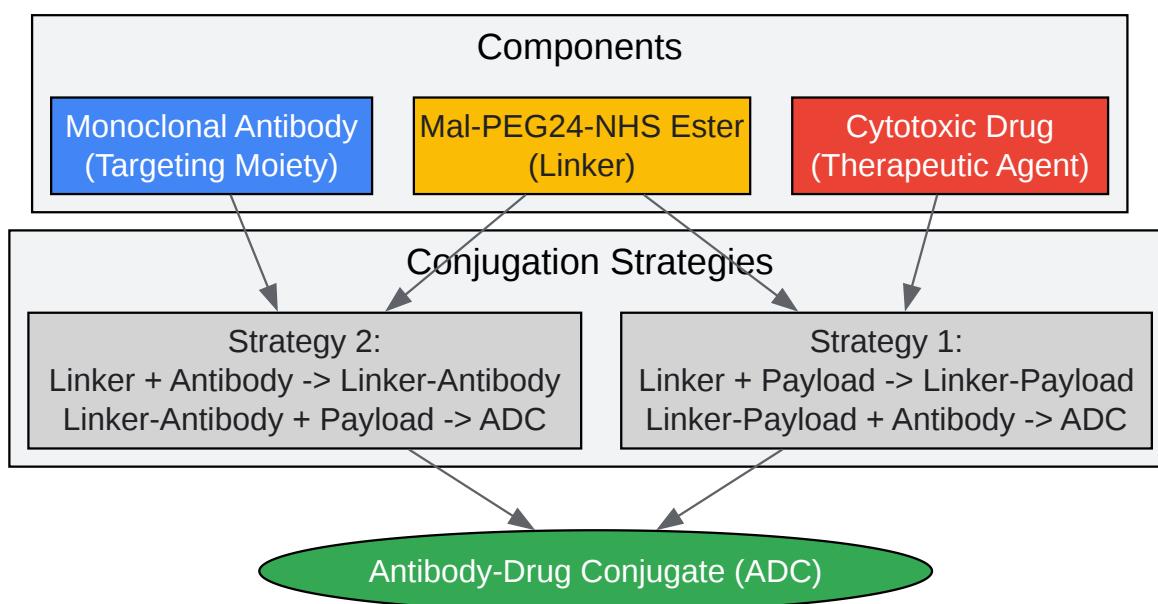 Components
Monoclonal Antibody
(Targeting Moiety)
Mal-PEG24-NHS Ester
(Linker)
Cytotoxic Drug
(Therapeutic Agent)
Conjugation Strategies
Strategy 2:
Linker + Antibody -> Linker-Antibody
Linker-Antibody + Payload -> ADC
Strategy 1:
Linker + Payload -> Linker-Payload
Linker-Payload + Antibody -> ADC
Antibody-Drug Conjugate (ADC)